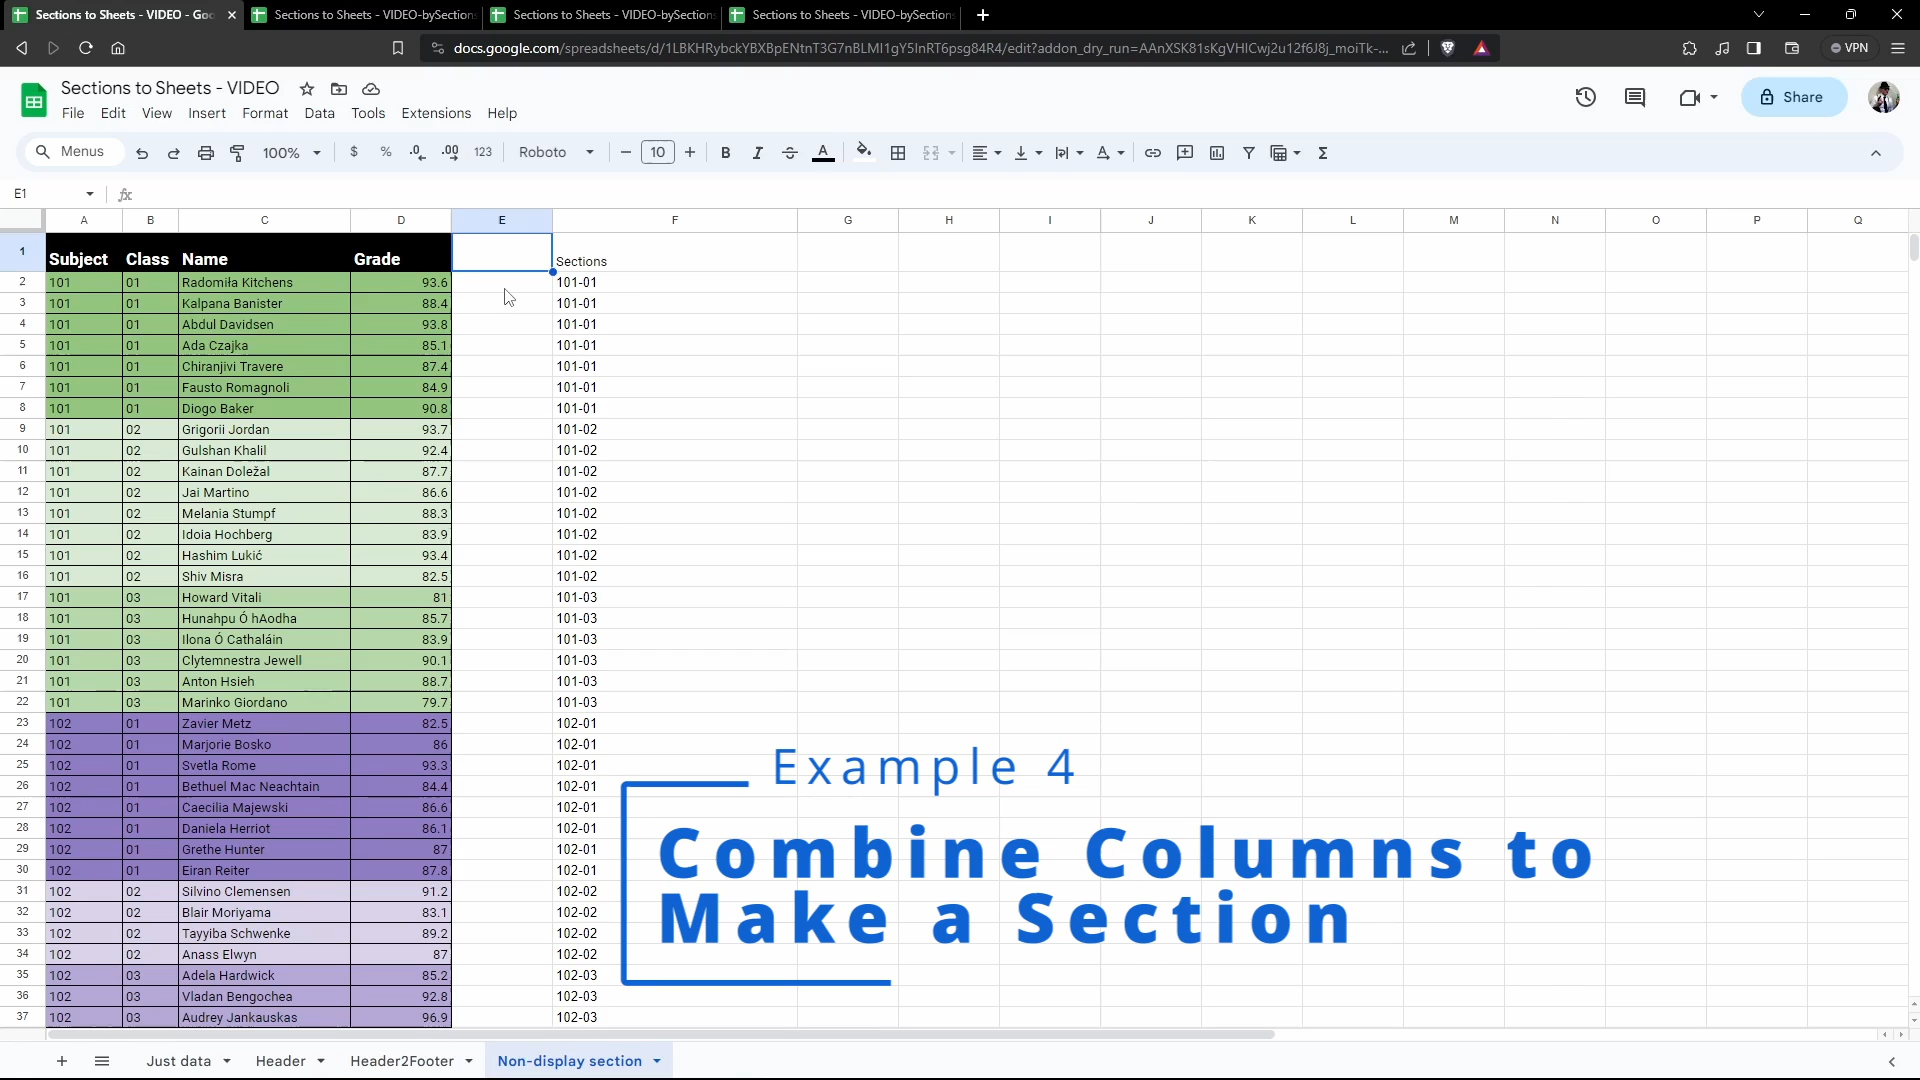 Sections to Sheets - VIDEO - Goo
Sections to Sheets - VIDEO-bySection
Sections to Sheets - VIDEO-bySection
Sections to Sheets - VIDEO-bySection
docs.google.com/spreadsheets/d/1LBKHRybckYBXBpENtnT3G7nBLMI1gY5lnRT6psg84R4/edit?addon_dry_run=AAnXSK81sKgVHlCwj2u12f6J8j_moiTk-...
VPN
Sections to Sheets - VIDEO
File Edit View Insert Format Data Tools Extensions Help
Share
Menus 100% $ % .0 .00 123 Roboto 10 B I A
E1 fx
A B C D E F G H I J K L M N O P Q
1 Subject Class Name Grade Sections
2 101 01 Radomiła Kitchens 93.6 101-01
3 101 01 Kalpana Banister 88.4 101-01
4 101 01 Abdul Davidsen 93.8 101-01
5 101 01 Ada Czajka 85.1 101-01
6 101 01 Chiranjivi Travere 87.4 101-01
7 101 01 Fausto Romagnoli 84.9 101-01
8 101 01 Diogo Baker 90.8 101-01
9 101 02 Grigorii Jordan 93.7 101-02
10 101 02 Gulshan Khalil 92.4 101-02
11 101 02 Kainan Doležal 87.7 101-02
12 101 02 Jai Martino 86.6 101-02
13 101 02 Melania Stumpf 88.3 101-02
14 101 02 Idoia Hochberg 83.9 101-02
15 101 02 Hashim Lukić 93.4 101-02
16 101 02 Shiv Misra 82.5 101-02
17 101 03 Howard Vitali 81 101-03
18 101 03 Hunahpu Ó hAodha 85.7 101-03
19 101 03 Ilona Ó Cathaláin 83.9 101-03
20 101 03 Clytemnestra Jewell 90.1 101-03
21 101 03 Anton Hsieh 88.7 101-03
22 101 03 Marinko Giordano 79.7 101-03
23 102 01 Zavier Metz 82.5 102-01
24 102 01 Marjorie Bosko 86 102-01
25 102 01 Svetla Rome 93.3 102-01
26 102 01 Bethuel Mac Neachtain 84.4 102-01
27 102 01 Caecilia Majewski 86.6 102-01
28 102 01 Daniela Herriot 86.1 102-01
29 102 01 Grethe Hunter 87 102-01
30 102 01 Eiran Reiter 87.8 102-01
31 102 02 Silvino Clemensen 91.2 102-02
32 102 02 Blair Moriyama 83.1 102-02
33 102 02 Tayyiba Schwenke 89.2 102-02
34 102 02 Anass Elwyn 87 102-02
35 102 03 Adela Hardwick 85.2 102-03
36 102 03 Vladan Bengochea 92.8 102-03
37 102 03 Audrey Jankauskas 96.9 102-03
Example 4
Combine Columns to
Make a Section
Just data Header Header2Footer Non-display section